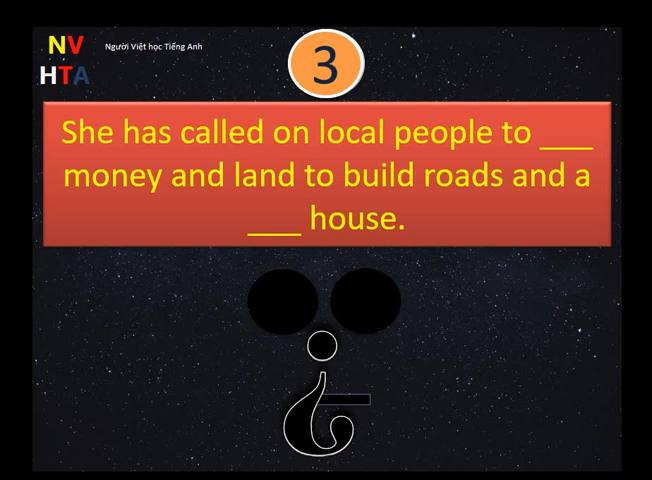 NV
HTA
Người Việt học Tiếng Anh
3
She has called on local people to ____
money and land to build roads and a
____ house.